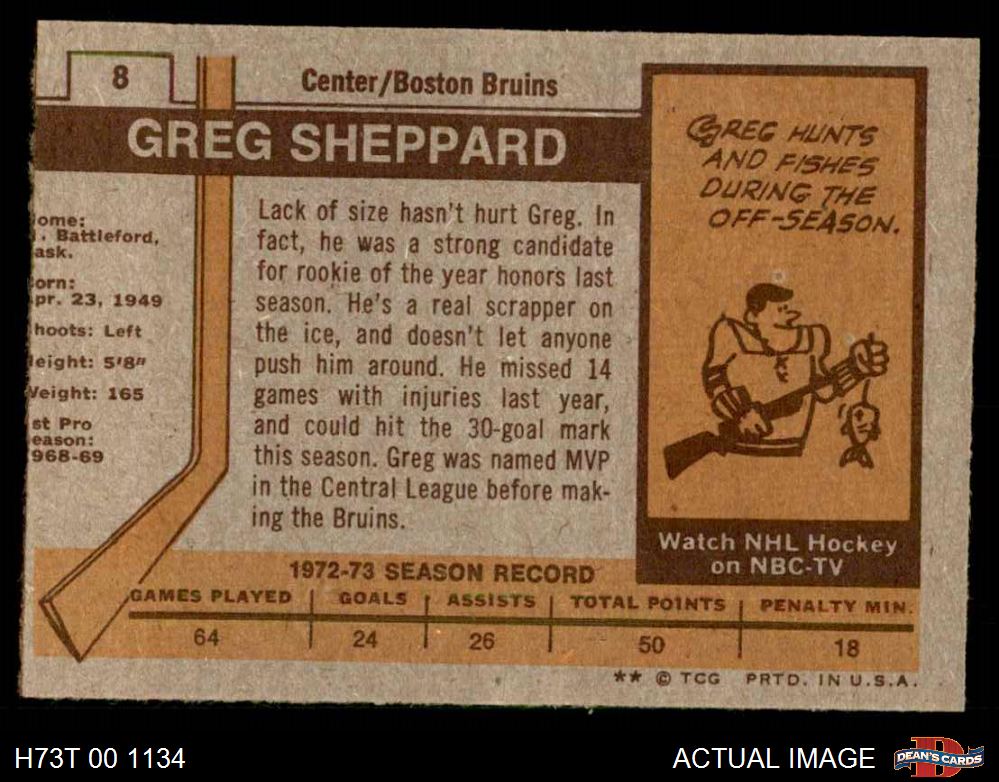 8
Center/Boston Bruins
GREG SHEPPARD
GREG HUNTS
AND FISHES
DURING THE
OFF-SEASON.
ome:
. Battleford,
ask.
orn:
pr. 23, 1949
hoots: Left
eight: 5'8"
Weight: 165
st Pro
eason:
968-69
Lack of size hasn't hurt Greg. In
fact, he was a strong candidate
for rookie of the year honors last
season. He's a real scrapper on
the ice, and doesn't let anyone
push him around. He missed 14
games with injuries last year,
and could hit the 30-goal mark
this season. Greg was named MVP
in the Central League before mak-
ing the Bruins.
Watch NHL Hockey
on NBC-TV
1972-73 SEASON RECORD
GAMES PLAYED GOALS ASSISTS TOTAL POINTS PENALTY MIN.
64 24 26 50 18
** © TCG PRTD. IN U.S.A.
H73T 00 1134
ACTUAL IMAGE
D
DEAN'S CARDS